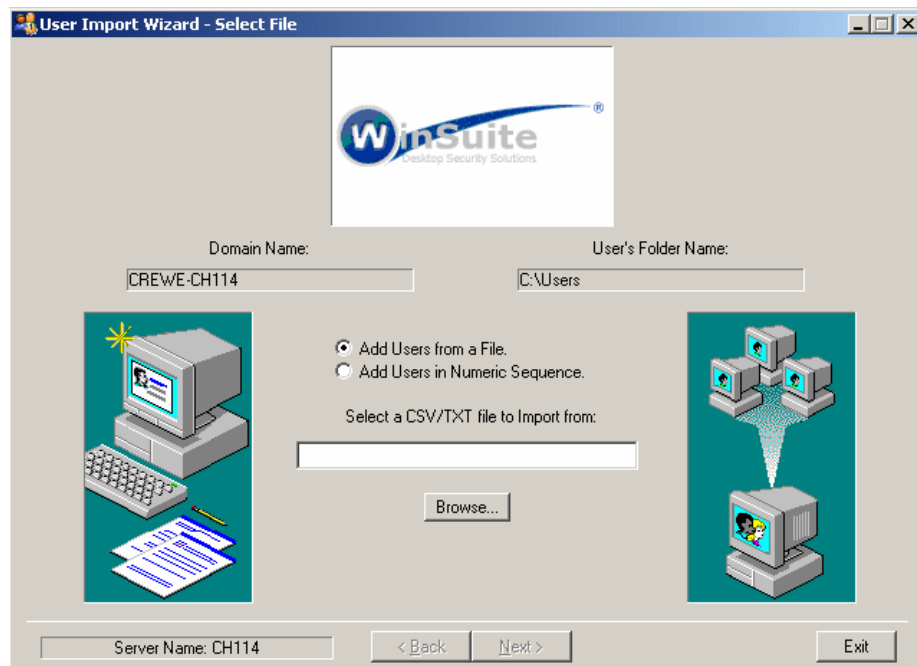 User Import Wizard - Select File
WinSuite ®
Desktop Security Solutions
Domain Name:
User's Folder Name:
CREWE-CH114
C:\Users
Add Users from a File.
Add Users in Numeric Sequence.
Select a CSV/TXT file to Import from:
Browse...
Server Name: CH114
< Back
Next >
Exit